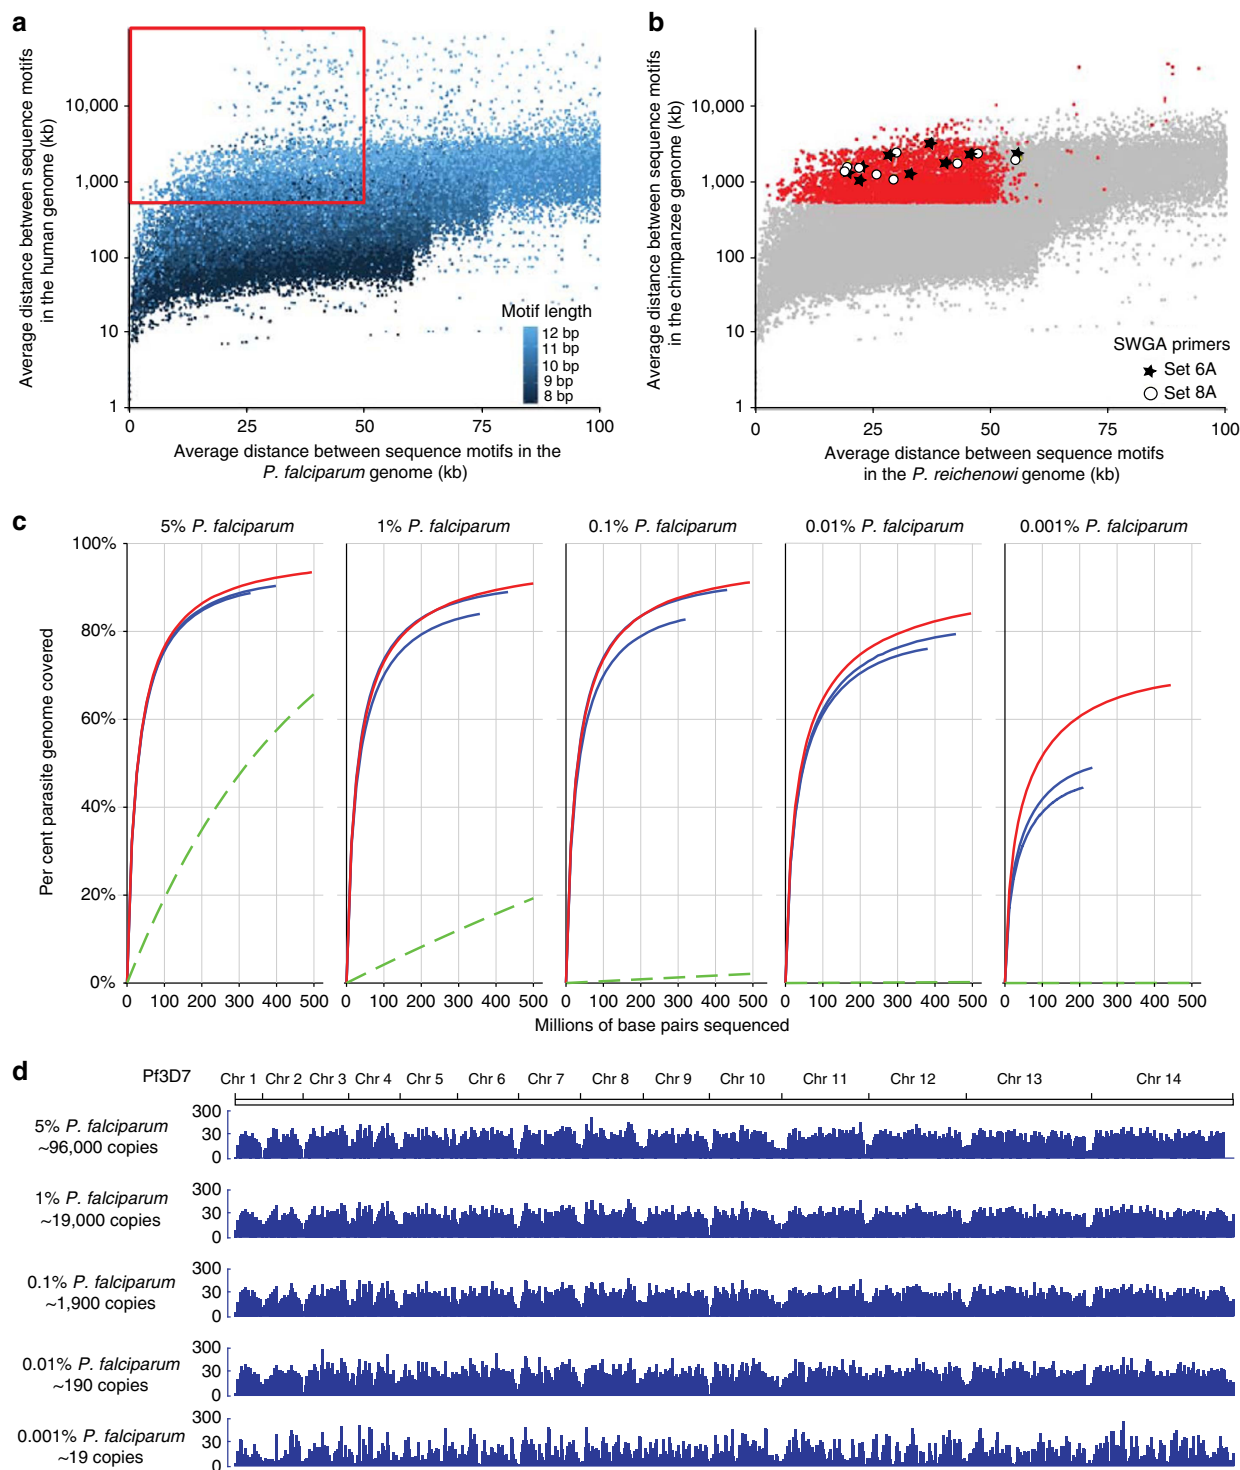 a
Average distance between sequence motifs
in the human genome (kb)
10,000
1,000
100
10
1
0
25
50
75
100
Motif length
12 bp
11 bp
10 bp
9 bp
8 bp
Average distance between sequence motifs in the
P. falciparum genome (kb)
b
Average distance between sequence motifs
in the chimpanzee genome (kb)
10,000
1,000
100
10
1
0
25
50
75
100
SWGA primers
Set 6A
Set 8A
Average distance between sequence motifs
in the P. reichenowi genome (kb)
c
5% P. falciparum
1% P. falciparum
0.1% P. falciparum
0.01% P. falciparum
0.001% P. falciparum
Per cent parasite genome covered
100%
80%
60%
40%
20%
0%
0 100 200 300 400 500
0 100 200 300 400 500
0 100 200 300 400 500
0 100 200 300 400 500
0 100 200 300 400 500
Millions of base pairs sequenced
d
Pf3D7
Chr 1 Chr 2 Chr 3 Chr 4 Chr 5 Chr 6 Chr 7 Chr 8 Chr 9 Chr 10 Chr 11 Chr 12 Chr 13 Chr 14
5% P. falciparum
~96,000 copies
300
30
0
1% P. falciparum
~19,000 copies
300
30
0
0.1% P. falciparum
~1,900 copies
300
30
0
0.01% P. falciparum
~190 copies
300
30
0
0.001% P. falciparum
~19 copies
300
30
0